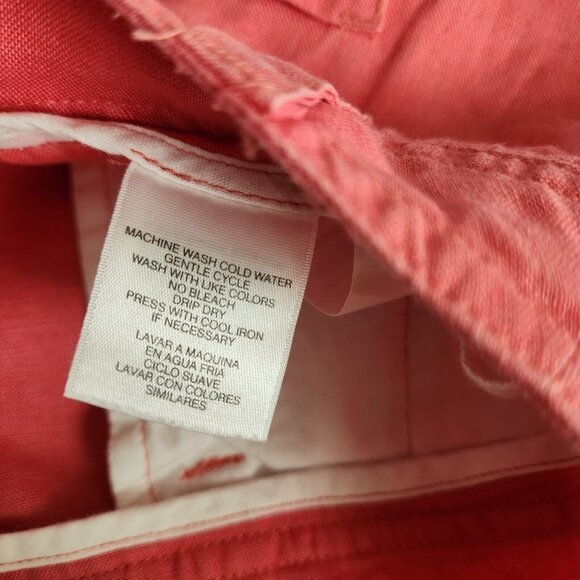 MACHINE WASH COLD WATER
GENTLE CYCLE
WASH WITH LIKE COLORS
NO BLEACH
DRIP DRY
PRESS WITH COOL IRON
IF NECESSARY
LAVAR A MAQUINA
EN AGUA FRIA
CICLO SUAVE
LAVAR CON COLORES
SIMILARES